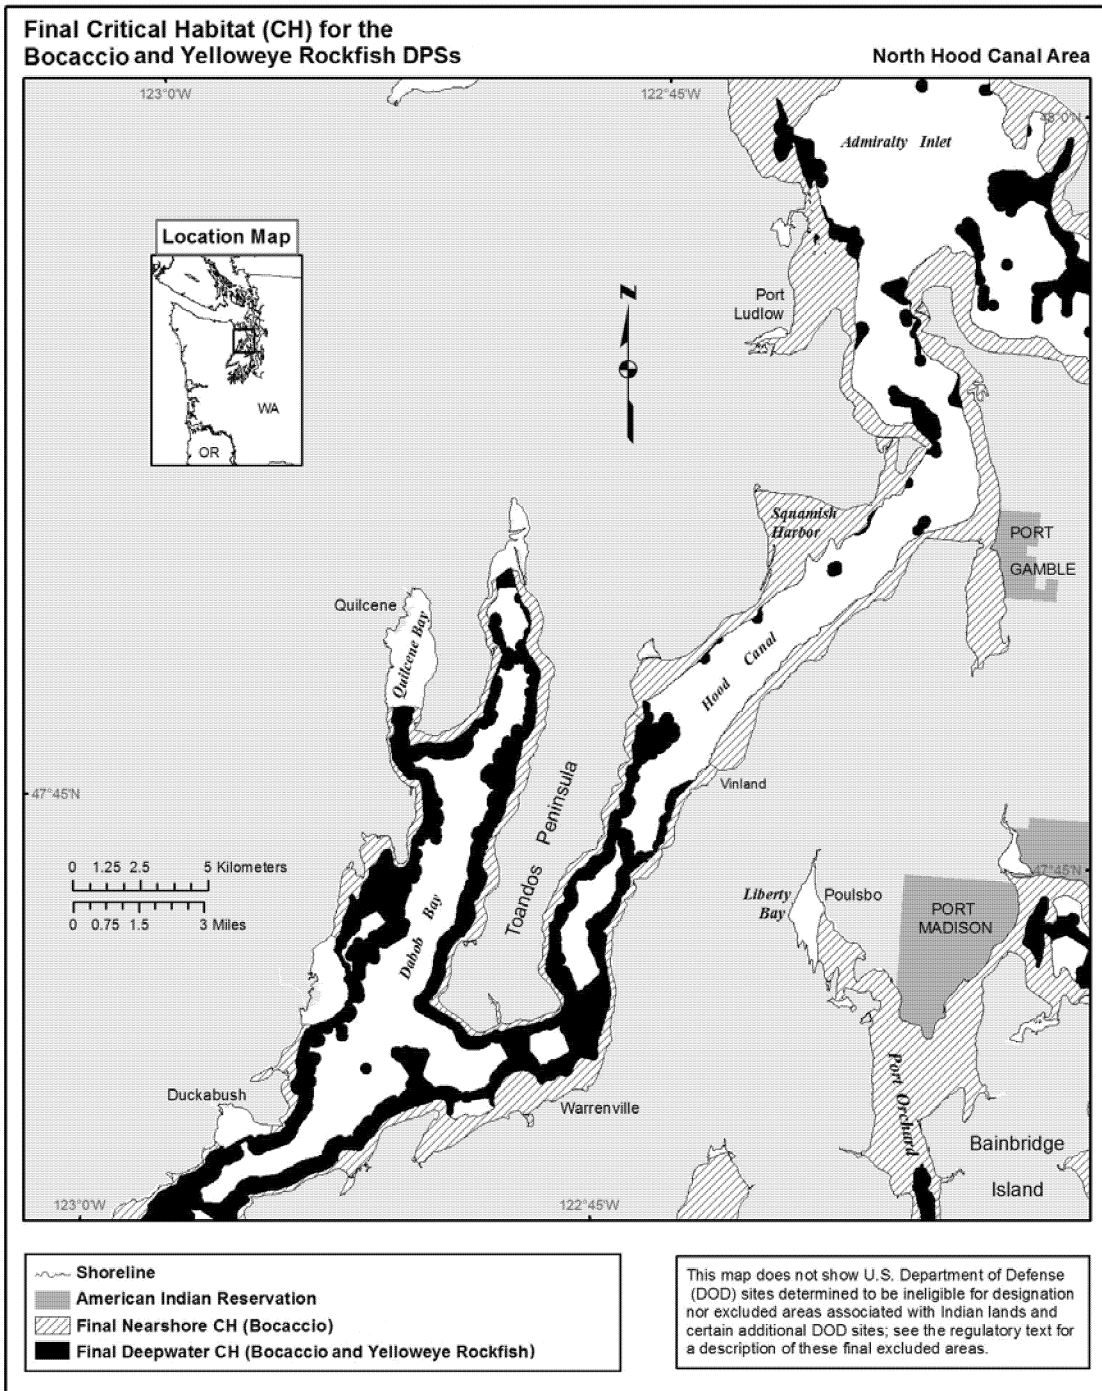 Final Critical Habitat (CH) for the
Bocaccio and Yelloweye Rockfish DPSs
North Hood Canal Area
123°0'W
122°45'W
48°0'N
Admiralty Inlet
Location Map
WA
OR
N
Port
Ludlow
Squamish
Harbor
PORT
GAMBLE
Quilcene
Quilcene Bay
Hood Canal
Vinland
47°45'N
Toandos Peninsula
0 1.25 2.5 5 Kilometers
0 0.75 1.5 3 Miles
47°45'N
Liberty
Bay
Poulsbo
PORT
MADISON
Dabob Bay
Duckabush
Warrenville
Port Orchard
Bainbridge
Island
123°0'W
122°45'W
Shoreline
American Indian Reservation
Final Nearshore CH (Bocaccio)
Final Deepwater CH (Bocaccio and Yelloweye Rockfish)
This map does not show U.S. Department of Defense
(DOD) sites determined to be ineligible for designation
nor excluded areas associated with Indian lands and
certain additional DOD sites; see the regulatory text for
a description of these final excluded areas.